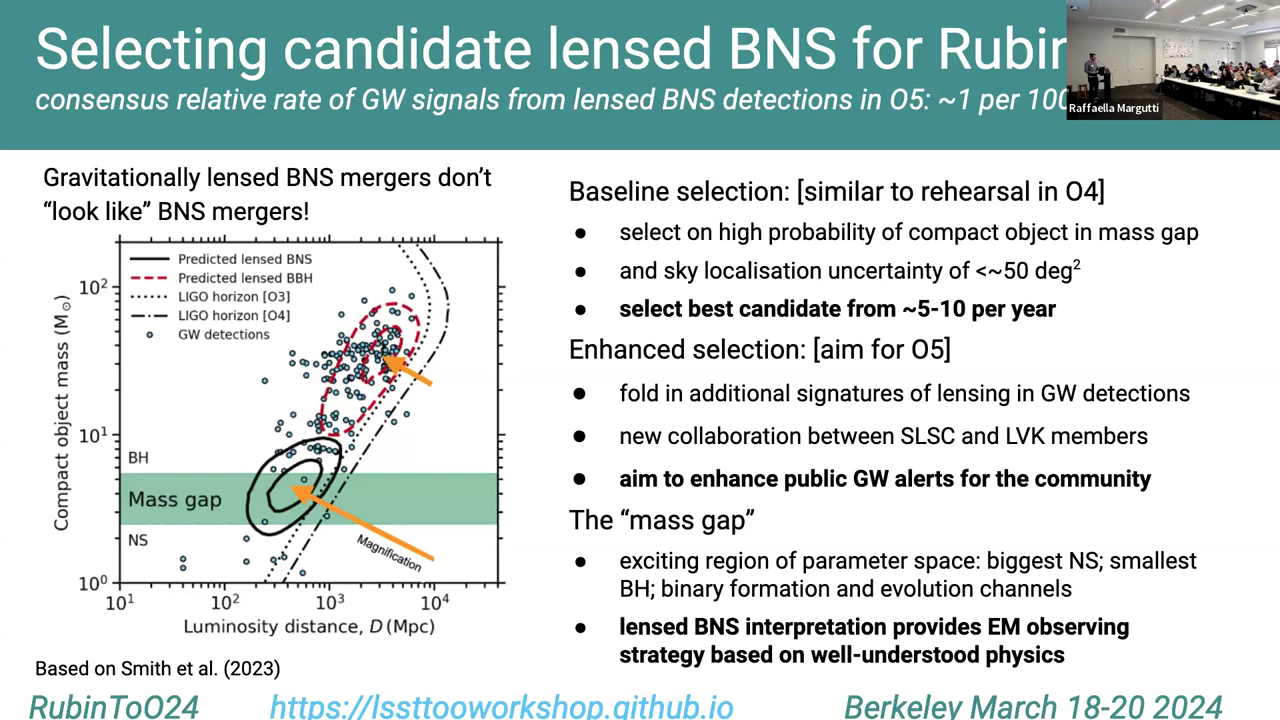 Selecting candidate lensed BNS for Rubin
consensus relative rate of GW signals from lensed BNS detections in O5: ~1 per 100
Raffaella Margutti
Gravitationally lensed BNS mergers don’t
“look like” BNS mergers!
Predicted lensed BNS
Predicted lensed BBH
LIGO horizon [O3]
LIGO horizon [O4]
GW detections
Compact object mass (M⊙)
10²
10¹
10⁰
BH
Mass gap
NS
Magnification
10¹ 10² 10³ 10⁴
Luminosity distance, D (Mpc)
Based on Smith et al. (2023)
Baseline selection: [similar to rehearsal in O4]
● select on high probability of compact object in mass gap
● and sky localisation uncertainty of <~50 deg²
● select best candidate from ~5-10 per year
Enhanced selection: [aim for O5]
● fold in additional signatures of lensing in GW detections
● new collaboration between SLSC and LVK members
● aim to enhance public GW alerts for the community
The “mass gap”
● exciting region of parameter space: biggest NS; smallest
BH; binary formation and evolution channels
● lensed BNS interpretation provides EM observing
strategy based on well-understood physics
RubinToO24 https://lssttooworkshop.github.io Berkeley March 18-20 2024